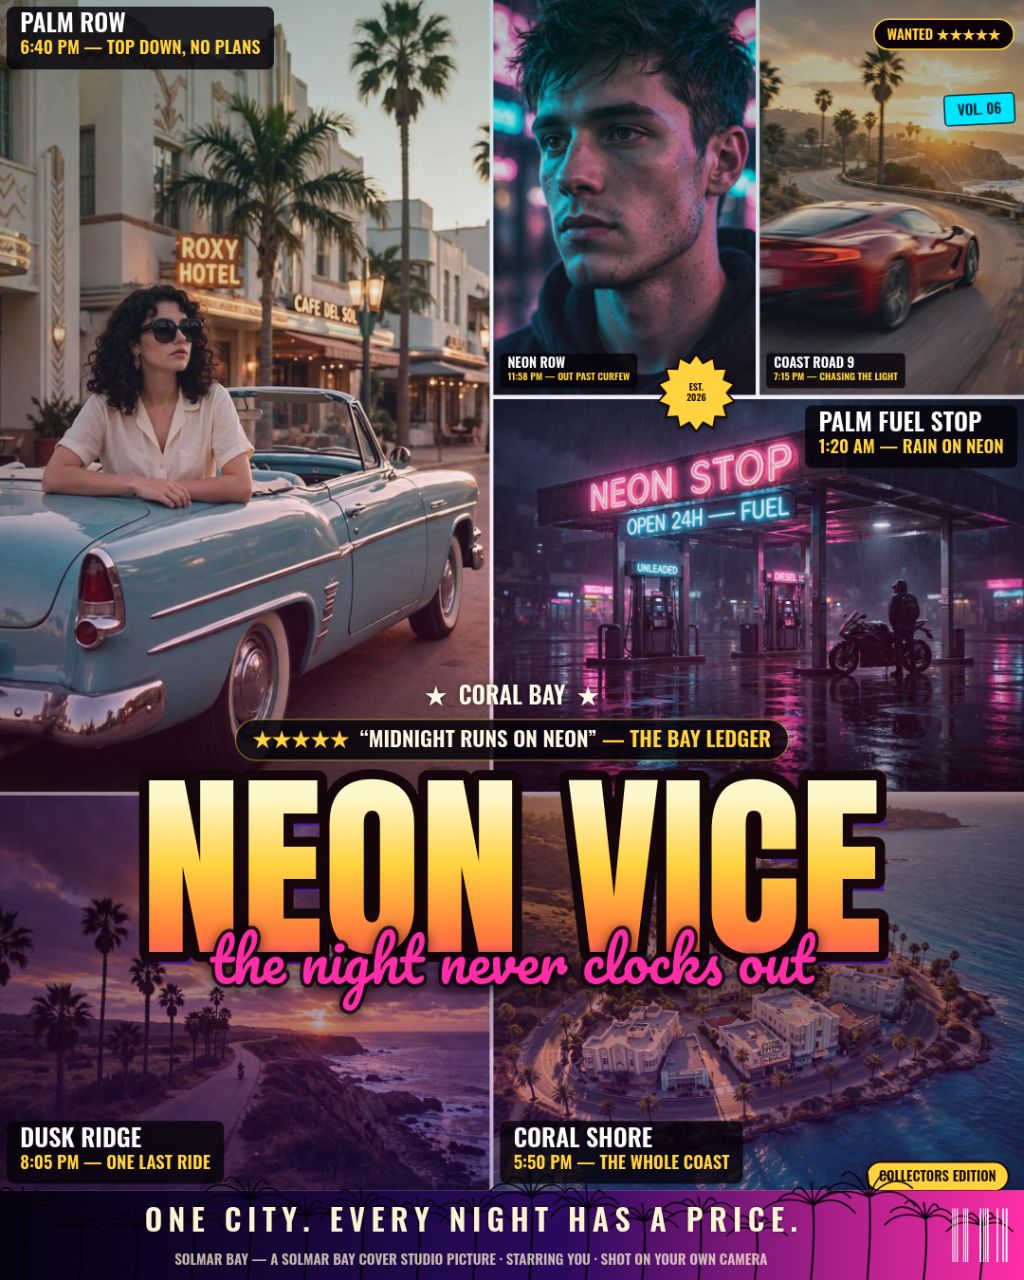 PALM ROW
6:40 PM — TOP DOWN, NO PLANS
WANTED ★★★★★
VOL. 06
ROXY
HOTEL
CAFE DEL SOL
NEON ROW
11:58 PM — OUT PAST CURFEW
COAST ROAD 9
7:15 PM — CHASING THE LIGHT
EST.
2026
PALM FUEL STOP
1:20 AM — RAIN ON NEON
NEON STOP
OPEN 24H — FUEL
UNLEADED
DIESEL
★ CORAL BAY ★
★★★★★ “MIDNIGHT RUNS ON NEON” — THE BAY LEDGER
NEON VICE
the night never clocks out
DUSK RIDGE
8:05 PM — ONE LAST RIDE
CORAL SHORE
5:50 PM — THE WHOLE COAST
COLLECTORS EDITION
ONE CITY. EVERY NIGHT HAS A PRICE.
SOLMAR BAY — A SOLMAR BAY COVER STUDIO PICTURE · STARRING YOU · SHOT ON YOUR OWN CAMERA